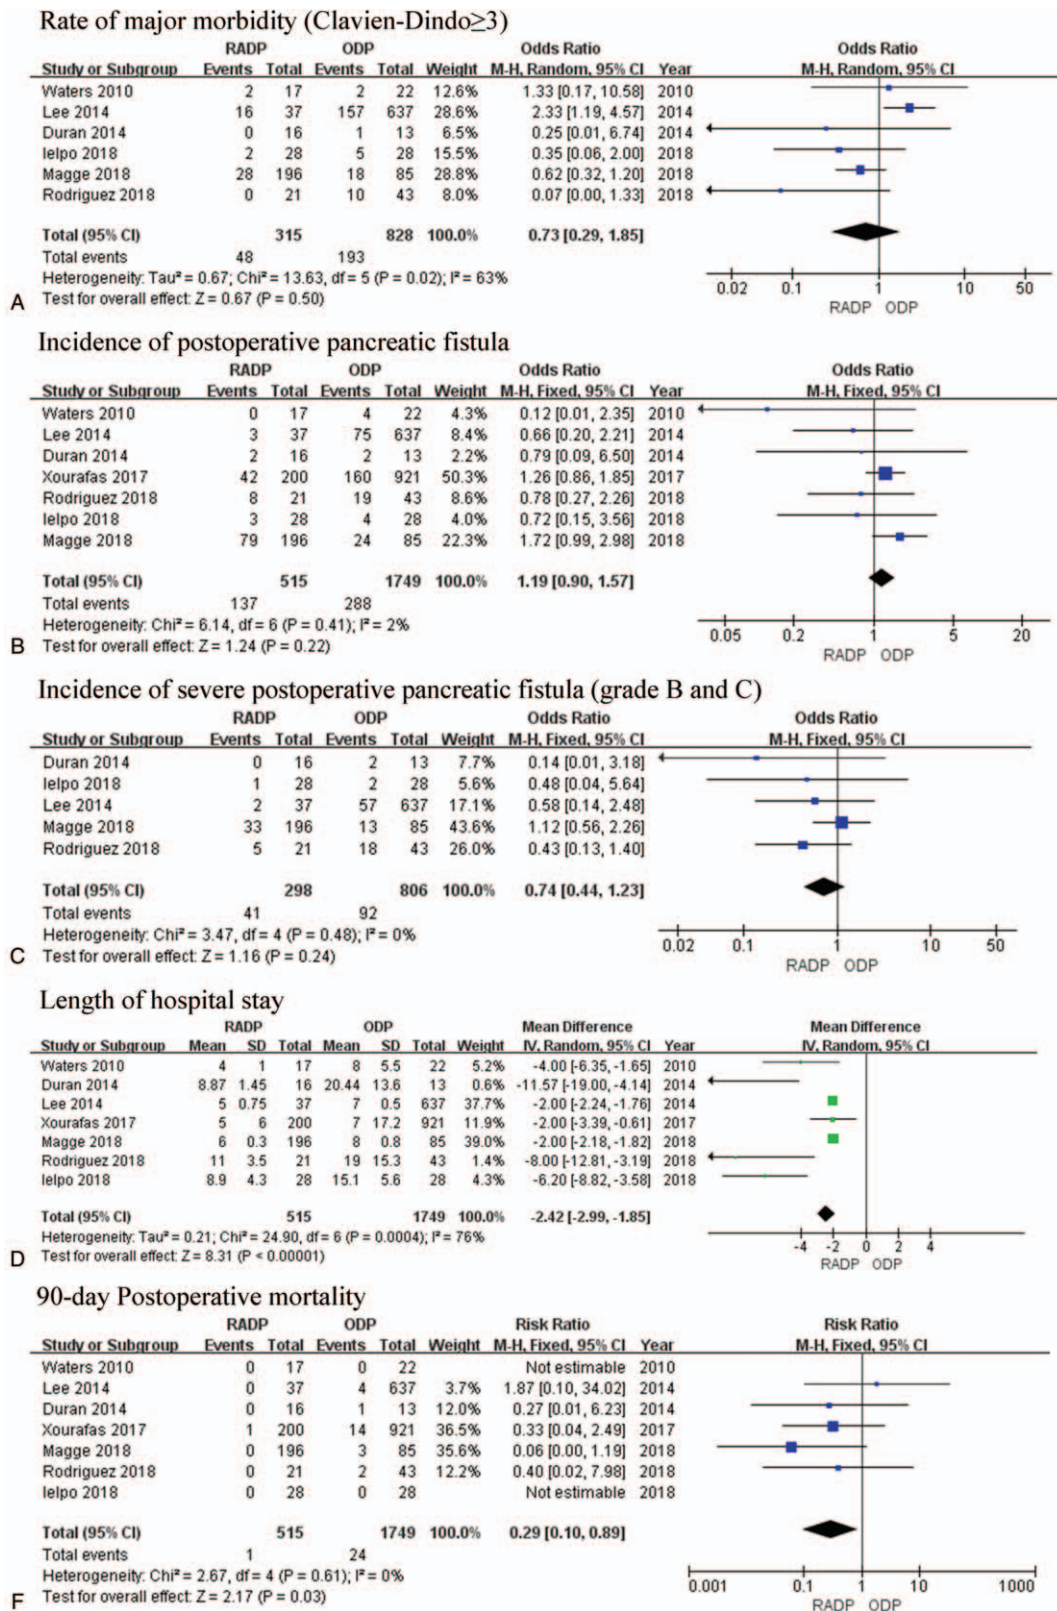 Rate of major morbidity (Clavien-Dindo≥3)
RADP ODP Odds Ratio Odds Ratio
Study or Subgroup Events Total Events Total Weight M-H, Random, 95% CI Year M-H, Random, 95% CI
Waters 2010 2 17 2 22 12.6% 1.33 [0.17, 10.58] 2010
Lee 2014 16 37 157 637 28.6% 2.33 [1.19, 4.57] 2014
Duran 2014 0 16 1 13 6.5% 0.25 [0.01, 6.74] 2014
Ielpo 2018 2 28 5 28 15.5% 0.35 [0.06, 2.00] 2018
Magge 2018 28 196 18 85 28.8% 0.62 [0.32, 1.20] 2018
Rodriguez 2018 0 21 10 43 8.0% 0.07 [0.00, 1.33] 2018
Total (95% CI) 315 828 100.0% 0.73 [0.29, 1.85]
Total events 48 193
Heterogeneity: Tau² = 0.67; Chi² = 13.63, df = 5 (P = 0.02); I² = 63%
Test for overall effect: Z = 0.67 (P = 0.50)
0.02 0.1 1 10 50
RADP ODP
A
Incidence of postoperative pancreatic fistula
RADP ODP Odds Ratio Odds Ratio
Study or Subgroup Events Total Events Total Weight M-H, Fixed, 95% CI Year M-H, Fixed, 95% CI
Waters 2010 0 17 4 22 4.3% 0.12 [0.01, 2.35] 2010
Lee 2014 3 37 75 637 8.4% 0.66 [0.20, 2.21] 2014
Duran 2014 2 16 2 13 2.2% 0.79 [0.09, 6.50] 2014
Xourafas 2017 42 200 160 921 50.3% 1.26 [0.86, 1.85] 2017
Rodriguez 2018 8 21 19 43 8.6% 0.78 [0.27, 2.26] 2018
Ielpo 2018 3 28 4 28 4.0% 0.72 [0.15, 3.56] 2018
Magge 2018 79 196 24 85 22.3% 1.72 [0.99, 2.98] 2018
Total (95% CI) 515 1749 100.0% 1.19 [0.90, 1.57]
Total events 137 288
Heterogeneity: Chi² = 6.14, df = 6 (P = 0.41); I² = 2%
Test for overall effect: Z = 1.24 (P = 0.22)
0.05 0.2 1 5 20
RADP ODP
B
Incidence of severe postoperative pancreatic fistula (grade B and C)
RADP ODP Odds Ratio Odds Ratio
Study or Subgroup Events Total Events Total Weight M-H, Fixed, 95% CI M-H, Fixed, 95% CI
Duran 2014 0 16 2 13 7.7% 0.14 [0.01, 3.18]
Ielpo 2018 1 28 2 28 5.6% 0.48 [0.04, 5.64]
Lee 2014 2 37 57 637 17.1% 0.58 [0.14, 2.48]
Magge 2018 33 196 13 85 43.6% 1.12 [0.56, 2.26]
Rodriguez 2018 5 21 18 43 26.0% 0.43 [0.13, 1.40]
Total (95% CI) 298 806 100.0% 0.74 [0.44, 1.23]
Total events 41 92
Heterogeneity: Chi² = 3.47, df = 4 (P = 0.48); I² = 0%
Test for overall effect: Z = 1.16 (P = 0.24)
0.02 0.1 1 10 50
RADP ODP
C
Length of hospital stay
RADP ODP Mean Difference Mean Difference
Study or Subgroup Mean SD Total Mean SD Total Weight IV, Random, 95% CI Year IV, Random, 95% CI
Waters 2010 4 1 17 8 5.5 22 5.2% -4.00 [-6.35, -1.65] 2010
Duran 2014 8.87 1.45 16 20.44 13.6 13 0.6% -11.57 [-19.00, -4.14] 2014
Lee 2014 5 0.75 37 7 0.5 637 37.7% -2.00 [-2.24, -1.76] 2014
Xourafas 2017 5 6 200 7 17.2 921 11.9% -2.00 [-3.39, -0.61] 2017
Magge 2018 6 0.3 196 8 0.8 85 39.0% -2.00 [-2.18, -1.82] 2018
Rodriguez 2018 11 3.5 21 19 15.3 43 1.4% -8.00 [-12.81, -3.19] 2018
Ielpo 2018 8.9 4.3 28 15.1 5.6 28 4.3% -6.20 [-8.82, -3.58] 2018
Total (95% CI) 515 1749 100.0% -2.42 [-2.99, -1.85]
Heterogeneity: Tau² = 0.21; Chi² = 24.90, df = 6 (P = 0.0004); I² = 76%
Test for overall effect: Z = 8.31 (P < 0.00001)
-4 -2 0 2 4
RADP ODP
D
90-day Postoperative mortality
RADP ODP Risk Ratio Risk Ratio
Study or Subgroup Events Total Events Total Weight M-H, Fixed, 95% CI Year M-H, Fixed, 95% CI
Waters 2010 0 17 0 22 Not estimable 2010
Lee 2014 0 37 4 637 3.7% 1.87 [0.10, 34.02] 2014
Duran 2014 0 16 1 13 12.0% 0.27 [0.01, 6.23] 2014
Xourafas 2017 1 200 14 921 36.5% 0.33 [0.04, 2.49] 2017
Magge 2018 0 196 3 85 35.6% 0.06 [0.00, 1.19] 2018
Rodriguez 2018 0 21 2 43 12.2% 0.40 [0.02, 7.98] 2018
Ielpo 2018 0 28 0 28 Not estimable 2018
Total (95% CI) 515 1749 100.0% 0.29 [0.10, 0.89]
Total events 1 24
Heterogeneity: Chi² = 2.67, df = 4 (P = 0.61); I² = 0%
Test for overall effect: Z = 2.17 (P = 0.03)
0.001 0.1 1 10 1000
RADP ODP
F